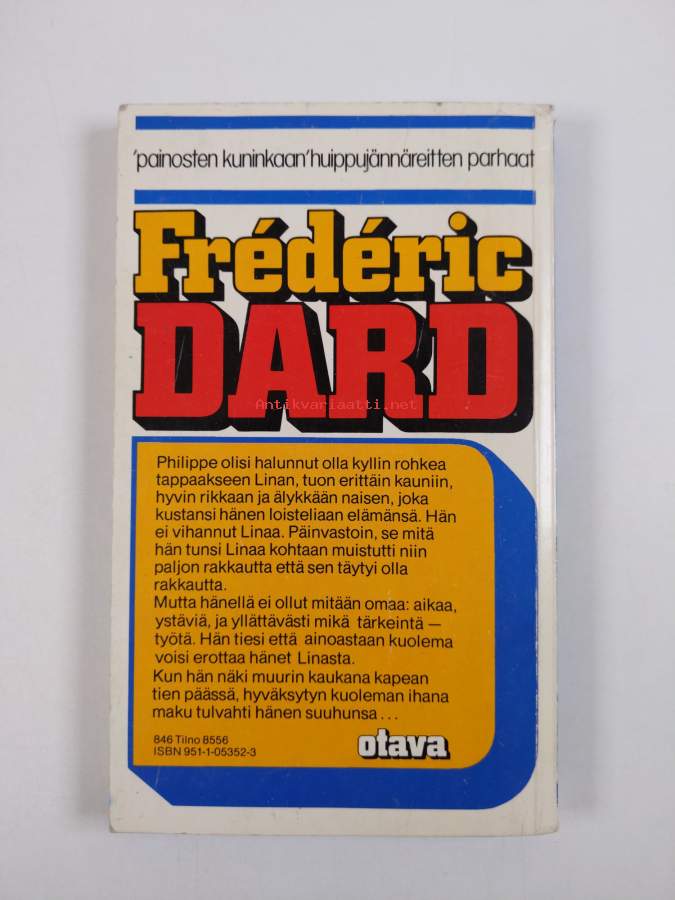 'painosten kuninkaan' huippujännäreitten parhaat
Frédéric
DARD
Antikvariaatti.net
Philippe olisi halunnut olla kyllin rohkea
tappaakseen Linan, tuon erittäin kauniin,
hyvin rikkaan ja älykkään naisen, joka
kustansi hänen loisteliaan elämänsä. Hän
ei vihannut Linaa. Päinvastoin, se mitä
hän tunsi Linaa kohtaan muistutti niin
paljon rakkautta että sen täytyi olla
rakkautta.
Mutta hänellä ei ollut mitään omaa: aikaa,
ystäviä, ja yllättävästi mikä tärkeintä —
työtä. Hän tiesi että ainoastaan kuolema
voisi erottaa hänet Linasta.
Kun hän näki muurin kaukana kapean
tien päässä, hyväksytyn kuoleman ihana
maku tulvahti hänen suuhunsa ...
846 Tilno 8556
ISBN 951-1-05352-3
otava